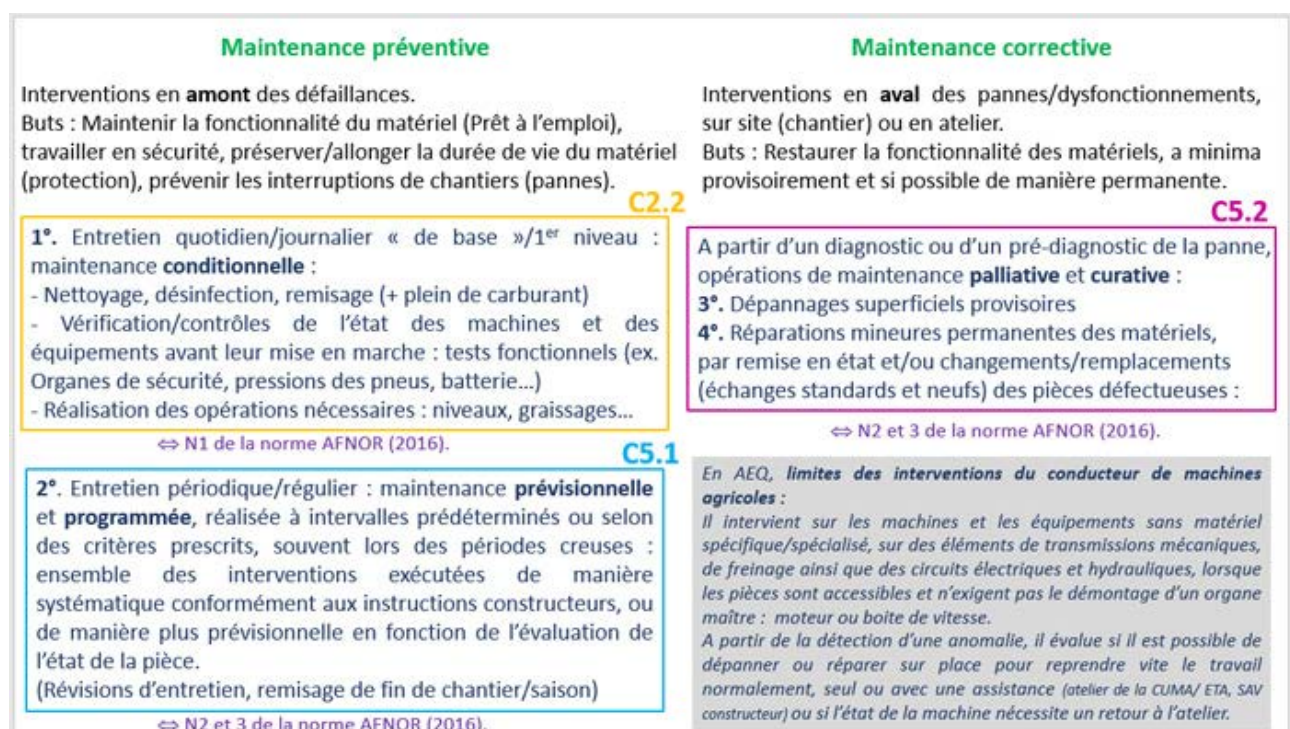 Maintenance préventive
Interventions en amont des défaillances.
Buts : Maintenir la fonctionnalité du matériel (Prêt à l'emploi),
travailler en sécurité, préserver/allonger la durée de vie du matériel
(protection), prévenir les interruptions de chantiers (pannes).
C2.2
1°. Entretien quotidien/journalier « de base »/1er niveau :
maintenance conditionnelle :
- Nettoyage, désinfection, remisage (+ plein de carburant)
- Vérification/contrôles de l'état des machines et des
équipements avant leur mise en marche : tests fonctionnels (ex.
Organes de sécurité, pressions des pneus, batterie...)
- Réalisation des opérations nécessaires : niveaux, graissages...
⇔ N1 de la norme AFNOR (2016).
C5.1
2°. Entretien périodique/régulier : maintenance prévisionnelle
et programmée, réalisée à intervalles prédéterminés ou selon
des critères prescrits, souvent lors des périodes creuses :
ensemble des interventions exécutées de manière
systématique conformément aux instructions constructeurs, ou
de manière plus prévisionnelle en fonction de l'évaluation de
l'état de la pièce.
(Révisions d'entretien, remisage de fin de chantier/saison)
⇔ N2 et 3 de la norme AFNOR (2016).
Maintenance corrective
Interventions en aval des pannes/dysfonctionnements,
sur site (chantier) ou en atelier.
Buts : Restaurer la fonctionnalité des matériels, a minima
provisoirement et si possible de manière permanente.
C5.2
A partir d'un diagnostic ou d'un pré-diagnostic de la panne,
opérations de maintenance palliative et curative :
3°. Dépannages superficiels provisoires
4°. Réparations mineures permanentes des matériels,
par remise en état et/ou changements/remplacements
(échanges standards et neufs) des pièces défectueuses :
⇔ N2 et 3 de la norme AFNOR (2016).
En AEQ, limites des interventions du conducteur de machines
agricoles :
Il intervient sur les machines et les équipements sans matériel
spécifique/spécialisé, sur des éléments de transmissions mécaniques,
de freinage ainsi que des circuits électriques et hydrauliques, lorsque
les pièces sont accessibles et n'exigent pas le démontage d'un organe
maître : moteur ou boite de vitesse.
A partir de la détection d'une anomalie, il évalue si il est possible de
dépanner ou réparer sur place pour reprendre vite le travail
normalement, seul ou avec une assistance (atelier de la CUMA/ ETA, SAV
constructeur) ou si l'état de la machine nécessite un retour à l'atelier.